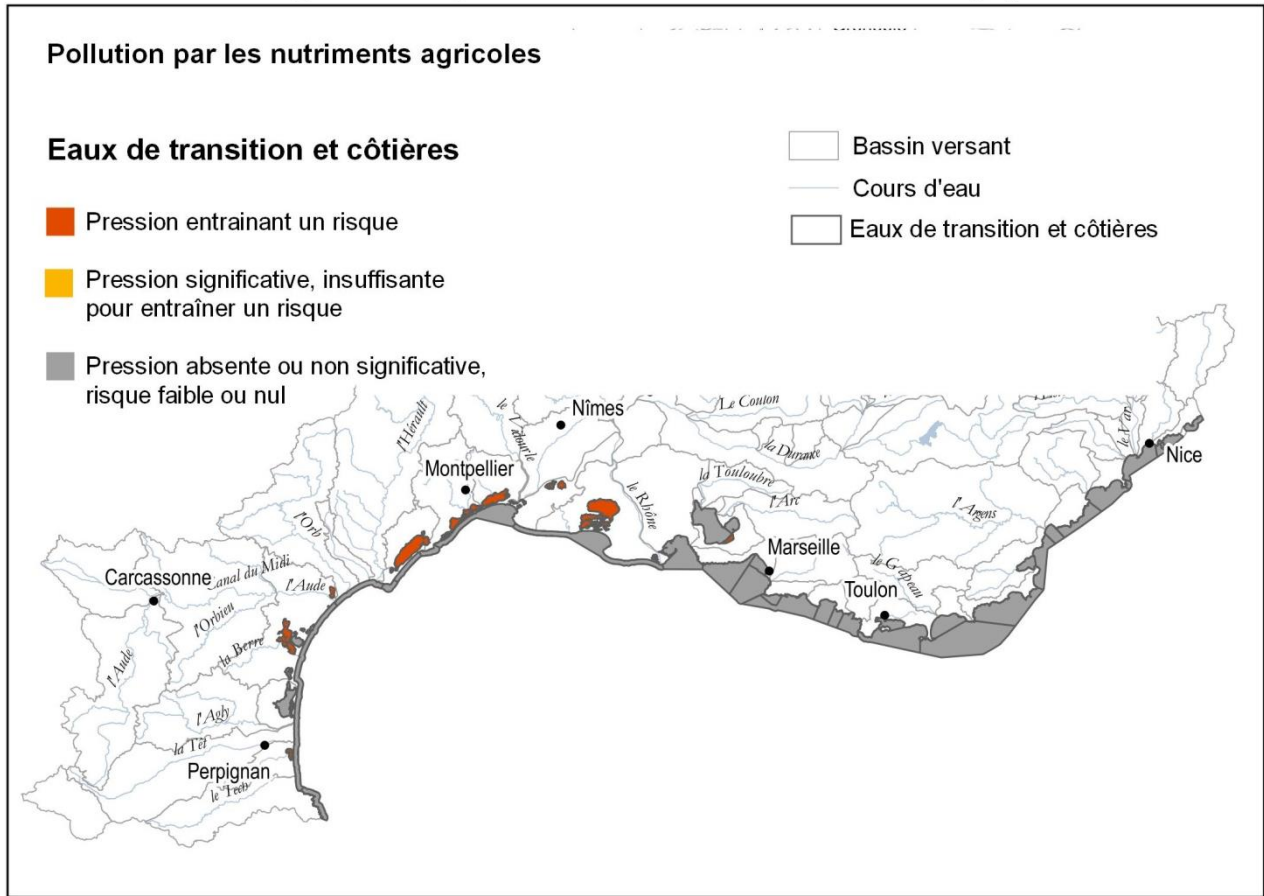 Pollution par les nutriments agricoles
Eaux de transition et côtières
Pression entrainant un risque
Pression significative, insuffisante
pour entraîner un risque
Pression absente ou non significative,
risque faible ou nul
Bassin versant
Cours d'eau
Eaux de transition et côtières
l'Hérault
le Vidourle
Nîmes
Le Coulon
la Durance
le Var
Nice
Montpellier
la Touloubre
le Rhône
l'Arc
l'Argens
l'Orb
Marseille
le Gapeau
Toulon
Carcassonne
Canal du Midi
l'Aude
l'Orbieu
la Berre
l'Aude
l'Agly
la Têt
Perpignan
le Tech